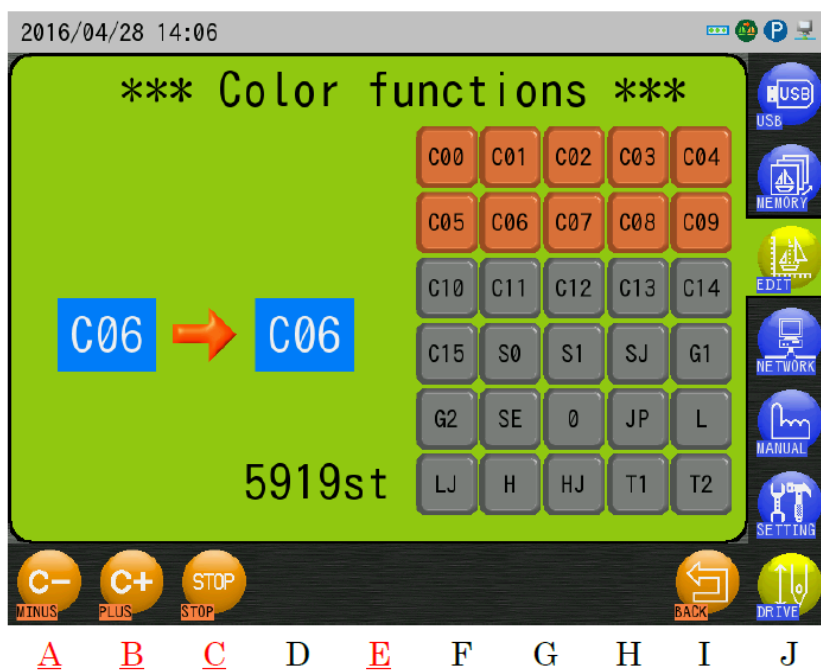 2016/04/28 14:06
*** Color functions ***
C00 C01 C02 C03 C04
C05 C06 C07 C08 C09
C10 C11 C12 C13 C14
C15 S0 S1 SJ G1
G2 SE 0 JP L
LJ H HJ T1 T2
C06 C06
5919st
P
USB
USB
MEMORY
EDIT
NETWORK
MANUAL
SETTING
DRIVE
C- C+ STOP
MINUS PLUS STOP BACK
A B C D E F G H I J